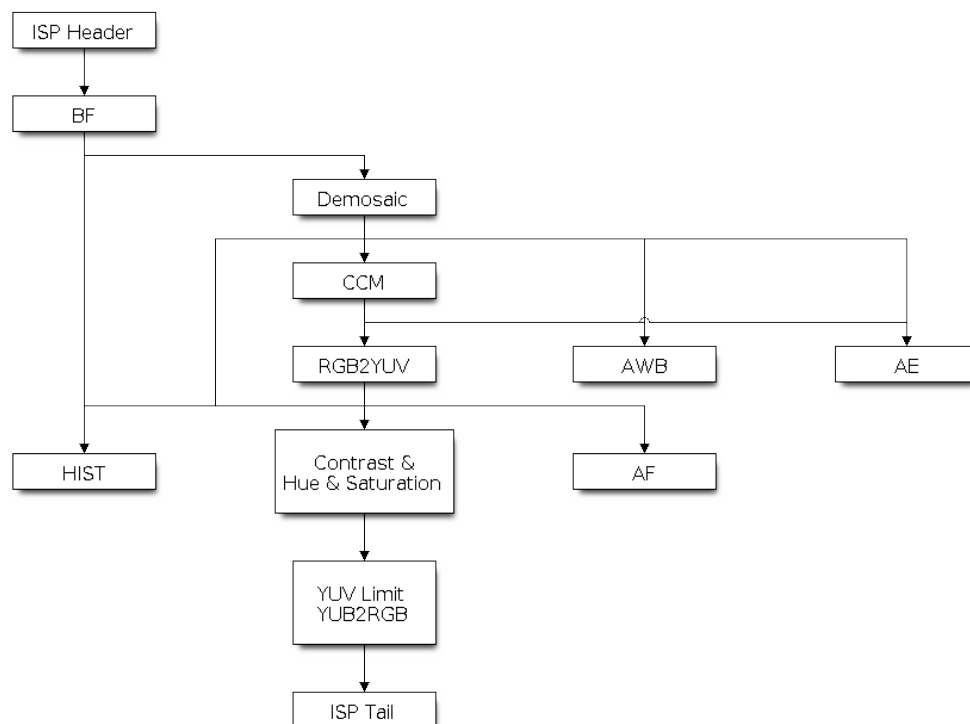 ISP Header
BF
Demosaic
CCM
RGB2YUV
AWB
AE
HIST
Contrast &
Hue & Saturation
AF
YUV Limit
YUB2RGB
ISP Tail